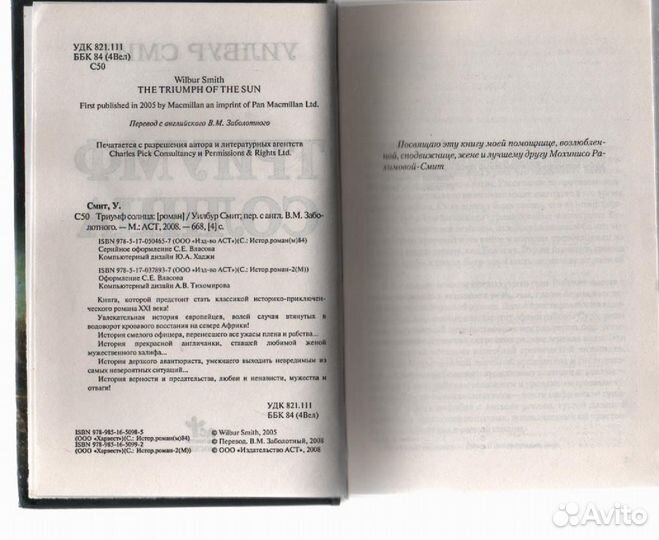 УДК 821.111
ББК 84 (4Вел)
С50
Wilbur Smith
THE TRIUMPH OF THE SUN
First published in 2005 by Macmillan an imprint of Pan Macmillan Ltd.
Перевод с английского В.М. Заболотного
Печатается с разрешения автора и литературных агентств
Charles Pick Consultancy и Permissions & Rights Ltd.
Смит, У.
С50 Триумф солнца: [роман] / Уилбур Смит; пер. с англ. В.М. Забо-
лотного. — М.: АСТ, 2008. — 668, [4] с.
ISBN 978-5-17-050465-7 (ООО «Изд-во АСТ»)(С.: Истор.роман(м)84)
Серийное оформление С.Е. Власова
Компьютерный дизайн Ю.А. Хаджи
ISBN 978-5-17-037893-7 (ООО «Изд-во АСТ»)(С.: Истор.роман-2(М))
Оформление С.Е. Власова
Компьютерный дизайн А.В. Тихомирова
Книга, которой предстоит стать классикой историко-приключен-
ческого романа XXI века!
Увлекательная история европейцев, волей случая втянутых в
водоворот кровавого восстания на севере Африки!
История смелого офицера, перенесшего все ужасы плена и рабства...
История прекрасной англичанки, ставшей любимой женой
мужественного халифа...
История дерзкого авантюриста, умеющего выходить невредимым из
самых невероятных ситуаций...
История верности и предательства, любви и ненависти, мужества и
отваги!
УДК 821.111
ББК 84 (4Вел)
ISBN 978-985-16-5098-5
(ООО «Харвест»)(С.: Истор.роман(м)84)
ISBN 978-985-16-5099-2
(ООО «Харвест»)(С.: Истор.роман-2(М))
© Wilbur Smith, 2005
© Перевод. В.М. Заболотный, 2008
© ООО «Издательство АСТ», 2008
Посвящаю эту книгу моей помощнице, возлюблен-
ной, сподвижнице, жене и лучшему другу Мохинисо Ра-
химовой-Смит
Avito